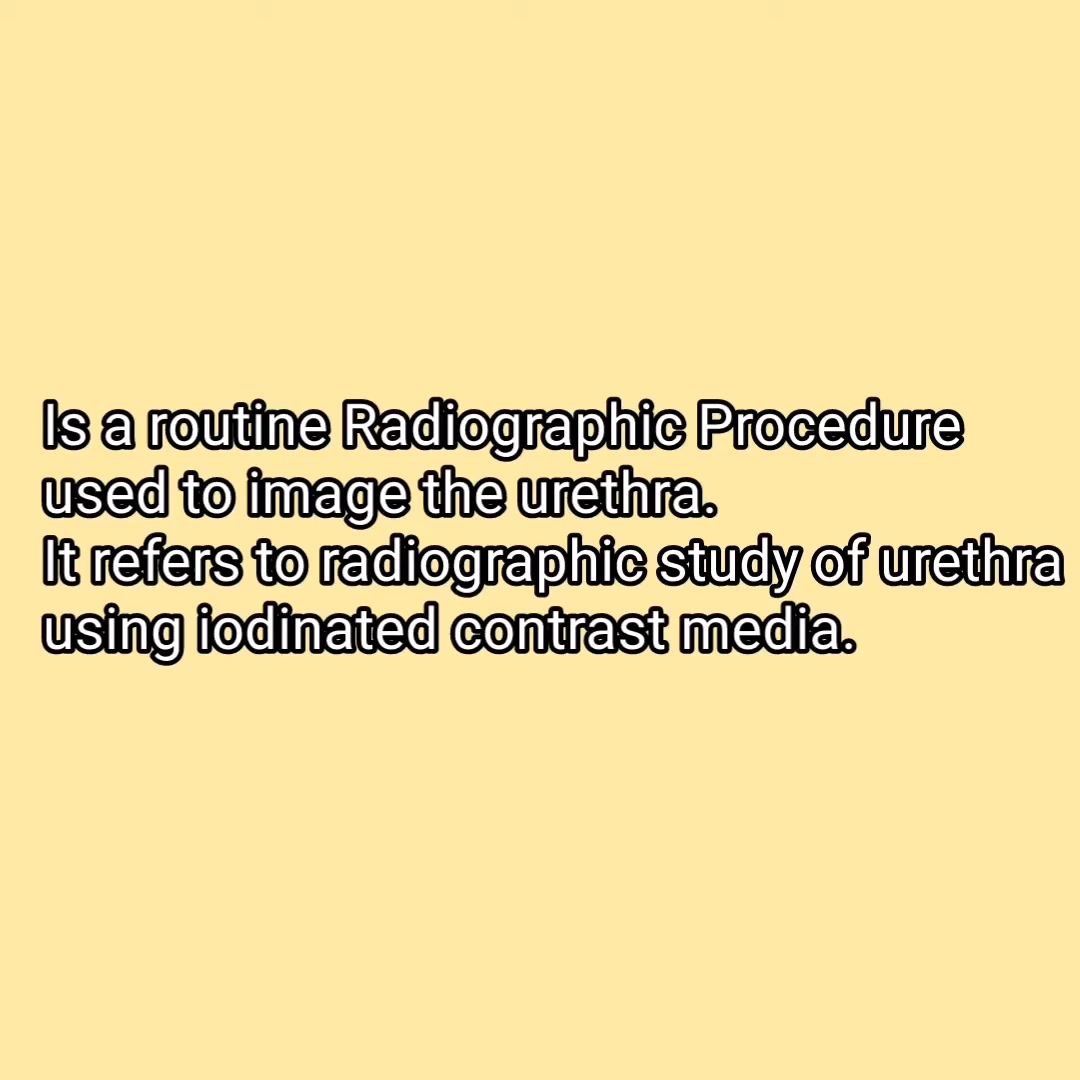 Is a routine Radiographic Procedure
used to image the urethra.
It refers to radiographic study of urethra
using iodinated contrast media.